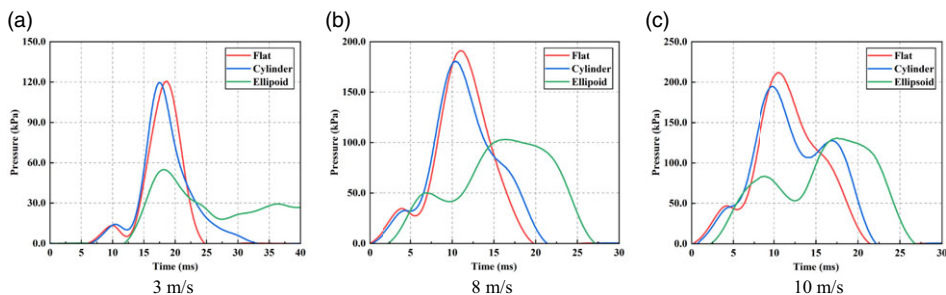 (a)
150.0
120.0
90.0
60.0
30.0
0.0
Pressure (kPa)
Flat
Cylinder
Ellipoid
0 5 10 15 20 25 30 35 40
Time (ms)
3 m/s
(b)
200.0
150.0
100.0
50.0
0.0
Pressure (kPa)
Flat
Cylinder
Ellipoid
0 5 10 15 20 25 30
Time (ms)
8 m/s
(c)
250.0
200.0
150.0
100.0
50.0
0.0
Pressure (kPa)
Flat
Cylinder
Ellipsoid
0 5 10 15 20 25 30
Time (ms)
10 m/s